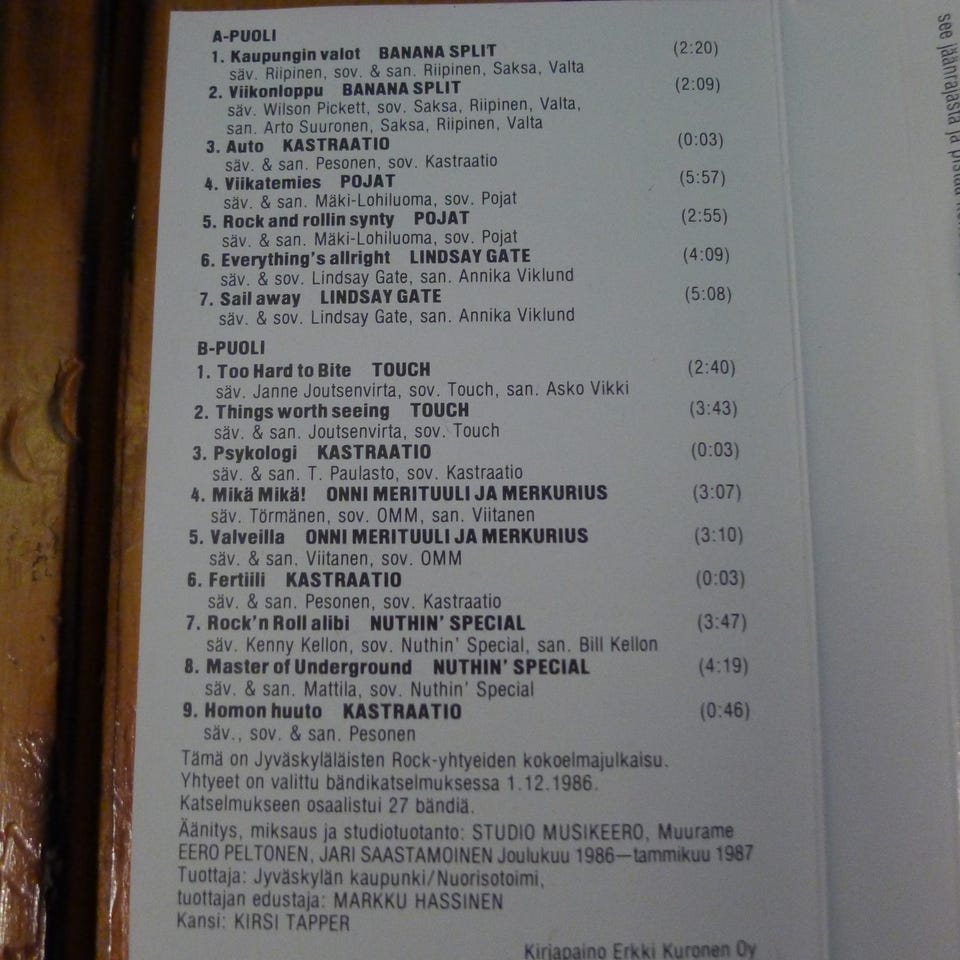 A-PUOLI
1. Kaupungin valot BANANA SPLIT (2:20)
säv. Riipinen, sov. & san. Riipinen, Saksa, Valta
2. Viikonloppu BANANA SPLIT (2:09)
säv. Wilson Pickett, sov. Saksa, Riipinen, Valta,
san. Arto Suuronen, Saksa, Riipinen, Valta
3. Auto KASTRAATIO (0:03)
säv. & san. Pesonen, sov. Kastraatio
4. Viikatemies POJAT (5:57)
säv. & san. Mäki-Lohiluoma, sov. Pojat
5. Rock and rollin synty POJAT (2:55)
säv. & san. Mäki-Lohiluoma, sov. Pojat
6. Everything's allright LINDSAY GATE (4:09)
säv. & sov. Lindsay Gate, san. Annika Viklund
7. Sail away LINDSAY GATE (5:08)
säv. & sov. Lindsay Gate, san. Annika Viklund
B-PUOLI
1. Too Hard to Bite TOUCH (2:40)
säv. Janne Joutsenvirta, sov. Touch, san. Asko Vikki
2. Things worth seeing TOUCH (3:43)
säv. & san. Joutsenvirta, sov. Touch
3. Psykologi KASTRAATIO (0:03)
säv. & san. T. Paulasto, sov. Kastraatio
4. Mikä Mikä! ONNI MERITUULI JA MERKURIUS (3:07)
säv. Törmänen, sov. OMM, san. Viitanen
5. Valveilla ONNI MERITUULI JA MERKURIUS (3:10)
säv. & san. Viitanen, sov. OMM
6. Fertiili KASTRAATIO (0:03)
säv. & san. Pesonen, sov. Kastraatio
7. Rock'n Roll alibi NUTHIN' SPECIAL (3:47)
säv. Kenny Kellon, sov. Nuthin' Special, san. Bill Kellon
8. Master of Underground NUTHIN' SPECIAL (4:19)
säv. & san. Mattila, sov. Nuthin' Special
9. Homon huuto KASTRAATIO (0:46)
säv., sov. & san. Pesonen
Tämä on Jyväskyläläisten Rock-yhtyeiden kokoelmajulkaisu.
Yhtyeet on valittu bändikatselmuksessa 1.12.1986.
Katselmukseen osaalistui 27 bändiä.
Äänitys, miksaus ja studiotuotanto: STUDIO MUSIKEERO, Muurame
EERO PELTONEN, JARI SAASTAMOINEN Joulukuu 1986—tammikuu 1987
Tuottaja: Jyväskylän kaupunki/Nuorisotoimi,
tuottajan edustaja: MARKKU HASSINEN
Kansi: KIRSI TAPPER
Kirjapaino Erkki Kuronen Oy
see jäänrajasta ja